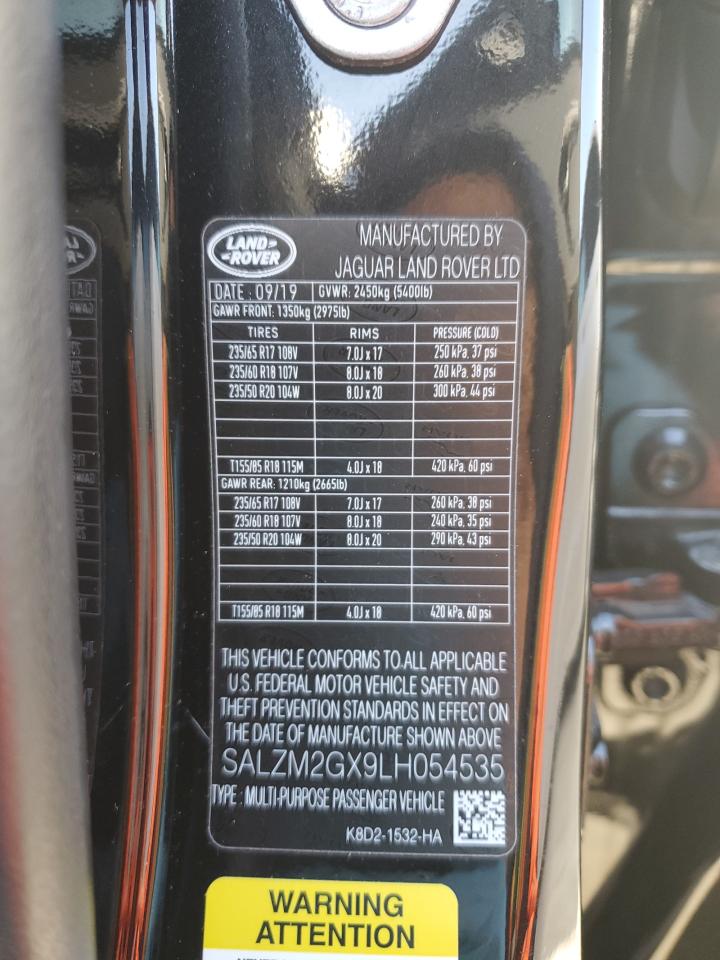 LAND ROVER
MANUFACTURED BY
JAGUAR LAND ROVER LTD
DATE : 09/19 GVWR: 2450kg (5400lb)
GAWR FRONT: 1350kg (2975lb)
TIRES RIMS PRESSURE (COLD)
235/65 R17 108V 7.0J x 17 250 kPa, 37 psi
235/60 R18 107V 8.0J x 18 260 kPa, 38 psi
235/50 R20 104W 8.0J x 20 300 kPa, 44 psi
T155/85 R18 115M 4.0J x 18 420 kPa, 60 psi
GAWR REAR: 1210kg (2665lb)
235/65 R17 108V 7.0J x 17 260 kPa, 38 psi
235/60 R18 107V 8.0J x 18 240 kPa, 35 psi
235/50 R20 104W 8.0J x 20 290 kPa, 43 psi
T155/85 R18 115M 4.0J x 18 420 kPa, 60 psi
THIS VEHICLE CONFORMS TO ALL APPLICABLE
U.S. FEDERAL MOTOR VEHICLE SAFETY AND
THEFT PREVENTION STANDARDS IN EFFECT ON
THE DATE OF MANUFACTURE SHOWN ABOVE
SALZM2GX9LH054535
TYPE : MULTI-PURPOSE PASSENGER VEHICLE
K8D2-1532-HA
WARNING
ATTENTION